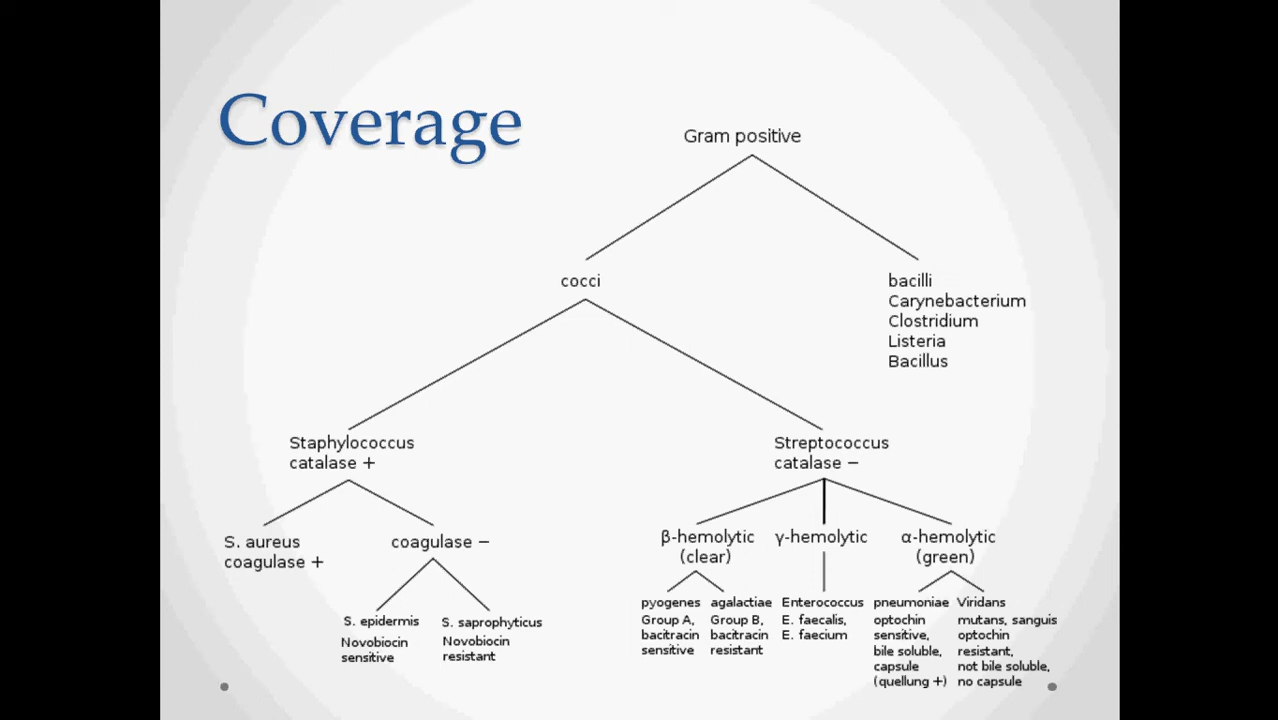 Coverage
Gram positive
cocci
bacilli
Carynebacterium
Clostridium
Listeria
Bacillus
Staphylococcus
catalase +
Streptococcus
catalase −
S. aureus
coagulase +
coagulase −
β-hemolytic
(clear)
γ-hemolytic
α-hemolytic
(green)
S. epidermis
Novobiocin
sensitive
S. saprophyticus
Novobiocin
resistant
pyogenes
Group A,
bacitracin
sensitive
agalactiae
Group B,
bacitracin
resistant
Enterococcus
E. faecalis,
E. faecium
pneumoniae
optochin
sensitive,
bile soluble,
capsule
(quellung +)
Viridans
mutans, sanguis
optochin
resistant,
not bile soluble,
no capsule